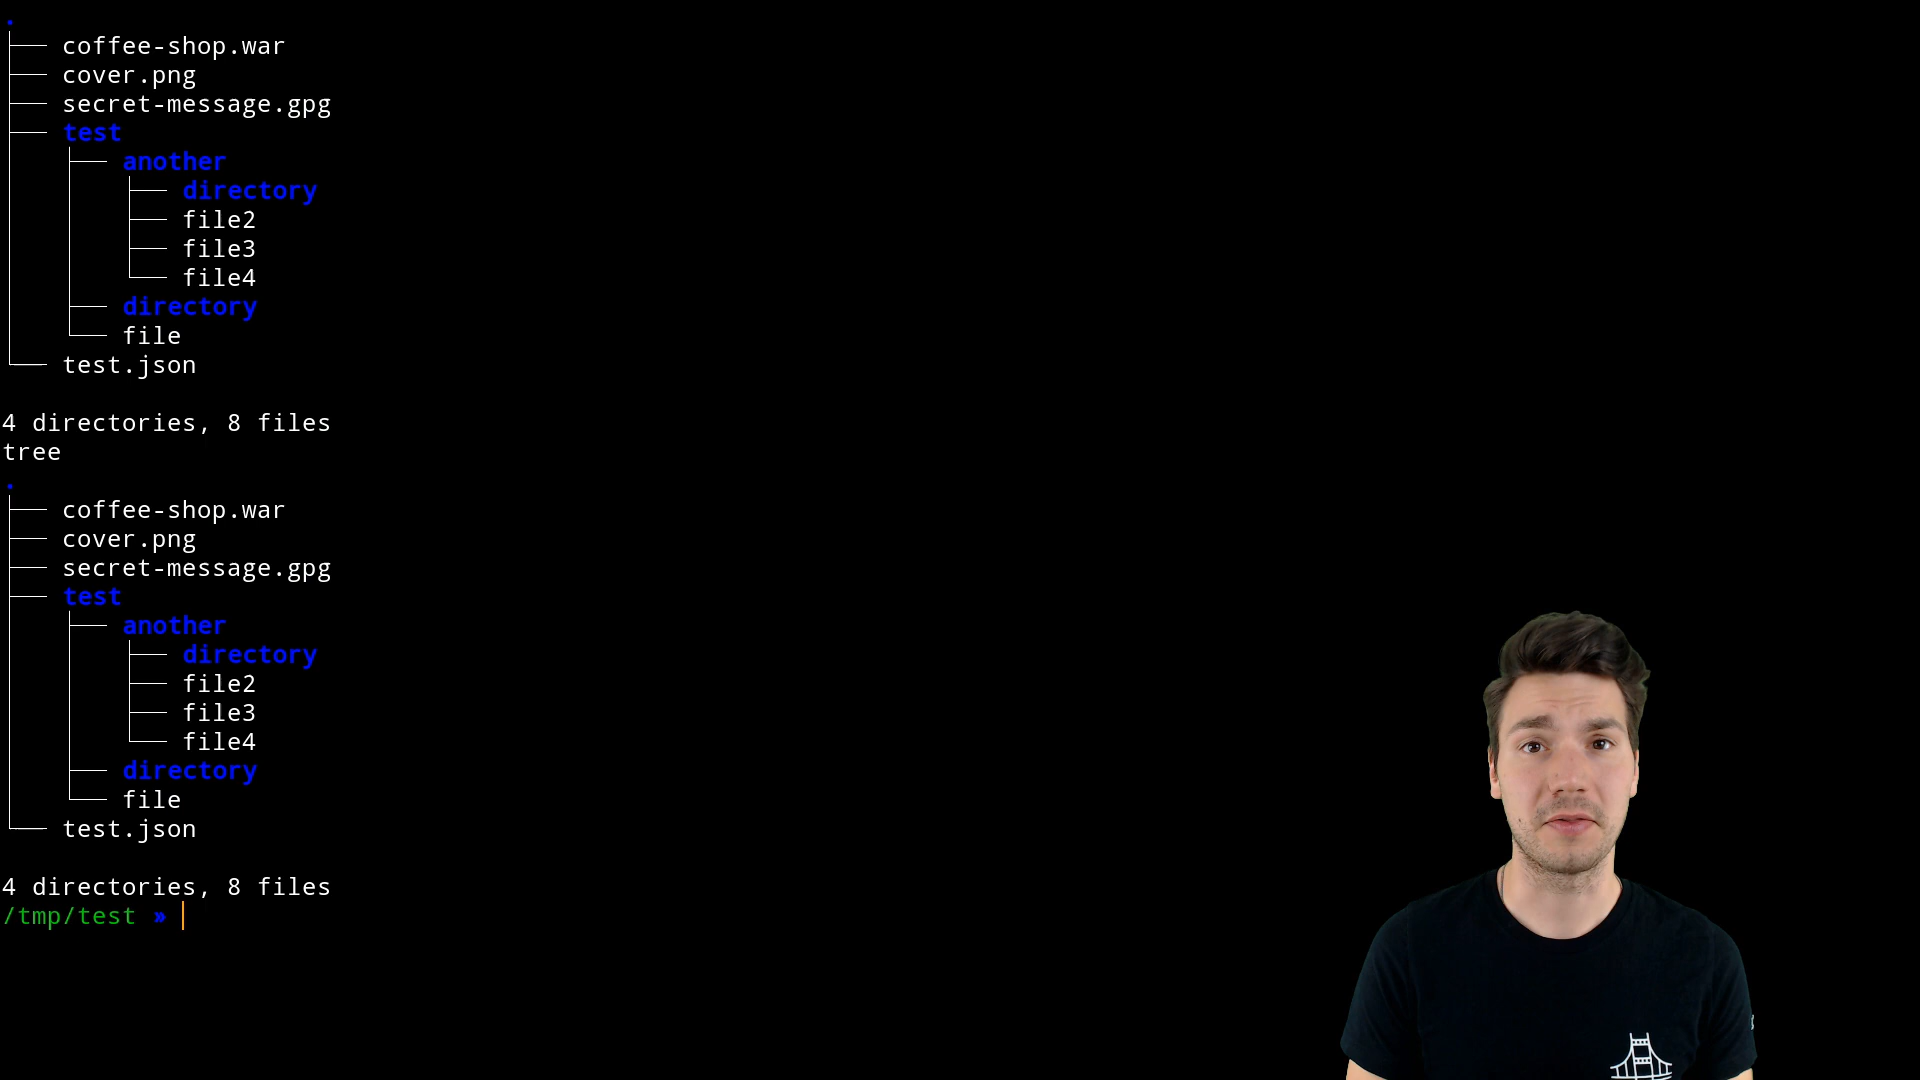 .
├── coffee-shop.war
├── cover.png
├── secret-message.gpg
├── test
│   ├── another
│   │   ├── directory
│   │   ├── file2
│   │   ├── file3
│   │   └── file4
│   ├── directory
│   └── file
└── test.json
4 directories, 8 files
tree
.
├── coffee-shop.war
├── cover.png
├── secret-message.gpg
├── test
│   ├── another
│   │   ├── directory
│   │   ├── file2
│   │   ├── file3
│   │   └── file4
│   ├── directory
│   └── file
└── test.json
4 directories, 8 files
/tmp/test »